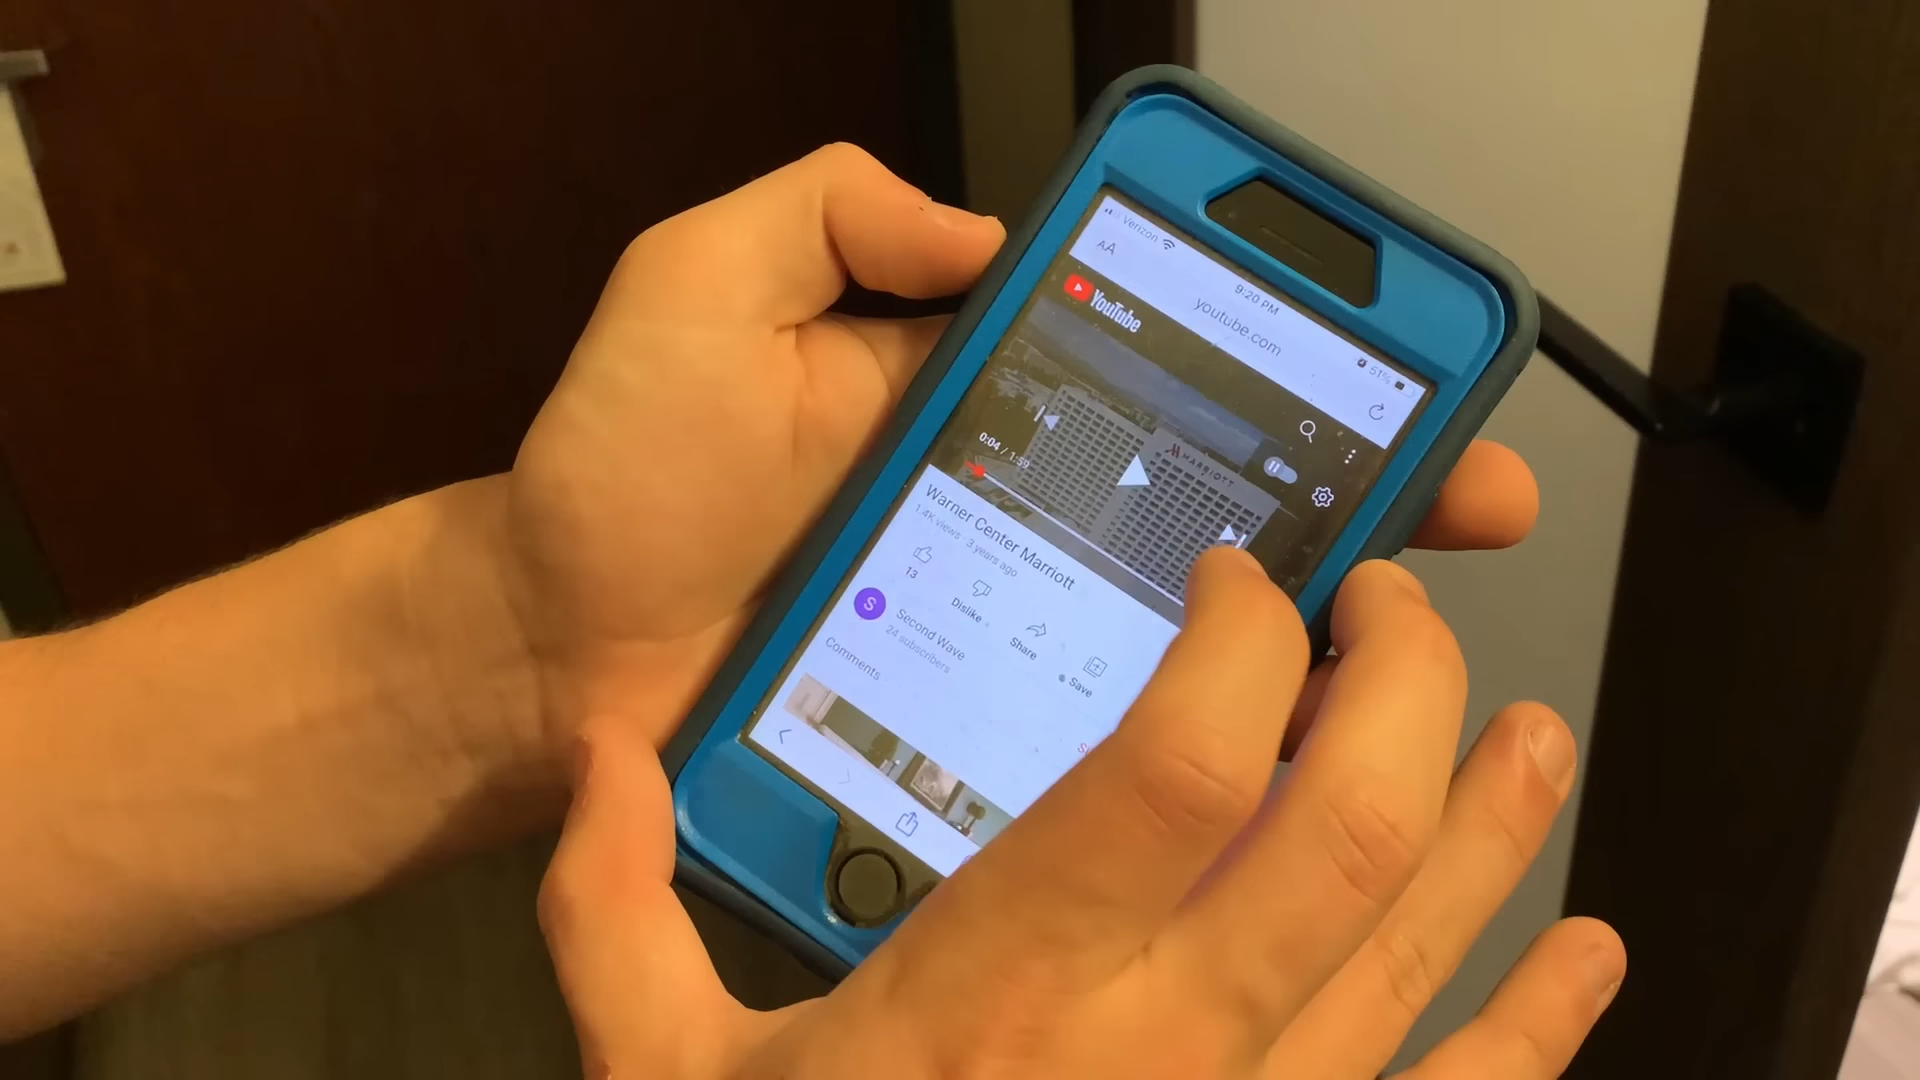 Verizon
9:20 PM
51%
AA
youtube.com
YouTube
MARRIOTT
0:04 / 1:59
Warner Center Marriott
1.4K views · 3 years ago
13
Dislike
Share
Save
S
Second Wave
24 subscribers
Comments